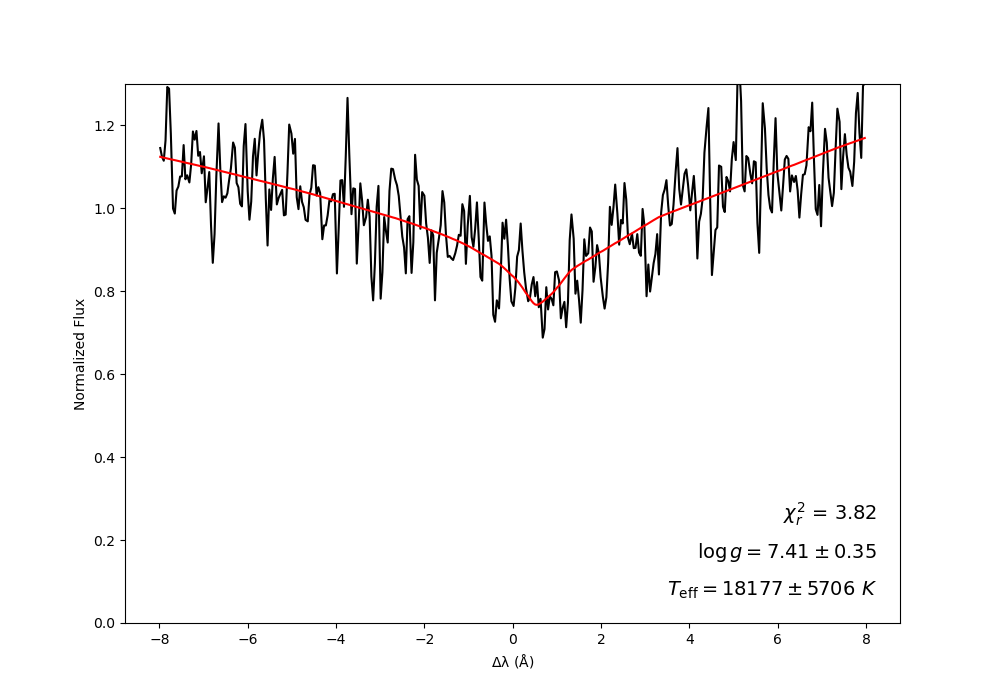 1.2
1.0
0.8
0.6
0.4
0.2
0.0
Normalized Flux
χ²ᵣ = 3.82
log g = 7.41 ± 0.35
T_eff = 18177 ± 5706 K
−8 −6 −4 −2 0 2 4 6 8
Δλ (Å)